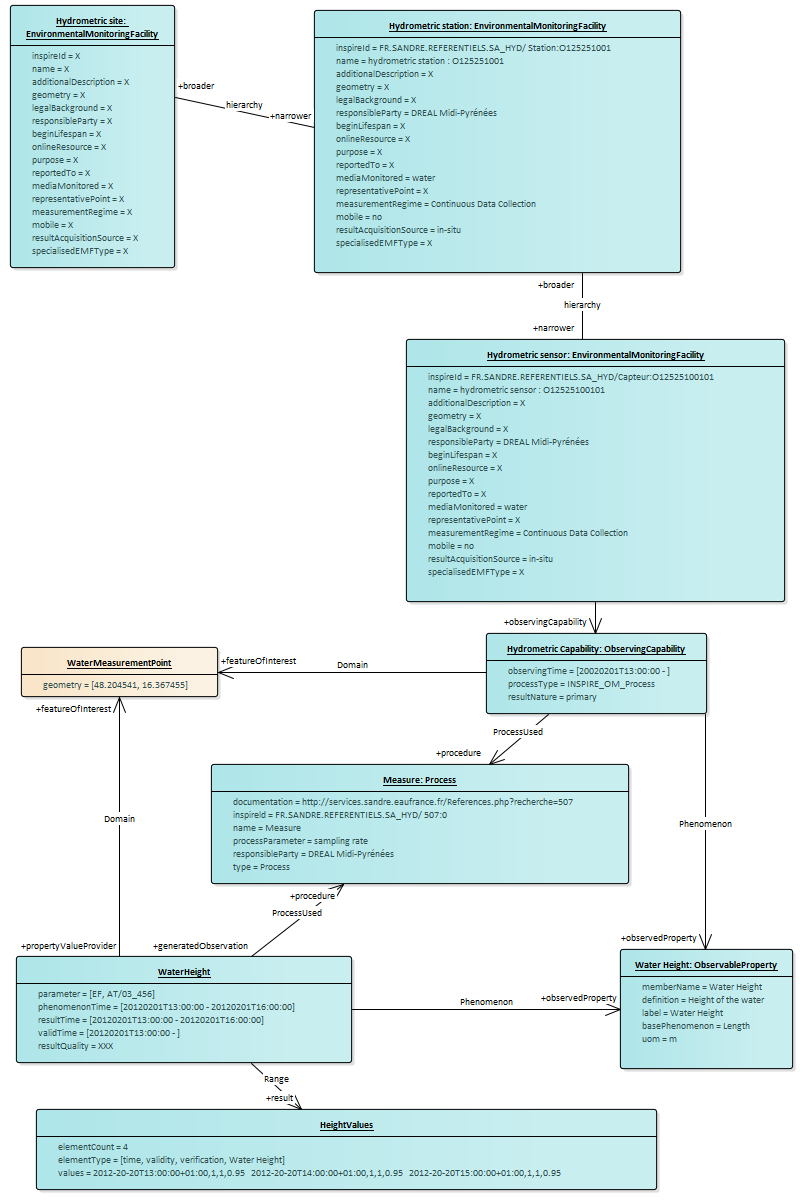 Hydrometric site:
EnvironmentalMonitoringFacility
inspireId = X
name = X
additionalDescription = X
geometry = X
legalBackground = X
responsibleParty = X
beginLifespan = X
onlineResource = X
purpose = X
reportedTo = X
mediaMonitored = X
representativePoint = X
measurementRegime = X
mobile = X
resultAcquisitionSource = X
specialisedEMFType = X
+broader
hierarchy
+narrower
Hydrometric station: EnvironmentalMonitoringFacility
inspireId = FR.SANDRE.REFERENTIELS.SA_HYD/ Station:O125251001
name = hydrometric station : O125251001
additionalDescription = X
geometry = X
legalBackground = X
responsibleParty = DREAL Midi-Pyrénées
beginLifespan = X
onlineResource = X
purpose = X
reportedTo = X
mediaMonitored = water
representativePoint = X
measurementRegime = Continuous Data Collection
mobile = no
resultAcquisitionSource = in-situ
specialisedEMFType = X
+broader
hierarchy
+narrower
Hydrometric sensor: EnvironmentalMonitoringFacility
inspireId = FR.SANDRE.REFERENTIELS.SA_HYD/Capteur:O12525100101
name = hydrometric sensor : O12525100101
additionalDescription = X
geometry = X
legalBackground = X
responsibleParty = DREAL Midi-Pyrénées
beginLifespan = X
onlineResource = X
purpose = X
reportedTo = X
mediaMonitored = water
representativePoint = X
measurementRegime = Continuous Data Collection
mobile = no
resultAcquisitionSource = in-situ
specialisedEMFType = X
+observingCapability
Hydrometric Capability: ObservingCapability
observingTime = [20020201T13:00:00 - ]
processType = INSPIRE_OM_Process
resultNature = primary
+featureOfInterest
Domain
WaterMeasurementPoint
geometry = [48.204541, 16.367455]
+featureOfInterest
ProcessUsed
+procedure
Measure: Process
documentation = http://services.sandre.eaufrance.fr/References.php?recherche=507
inspireId = FR.SANDRE.REFERENTIELS.SA_HYD/ 507:0
name = Measure
processParameter = sampling rate
responsibleParty = DREAL Midi-Pyrénées
type = Process
Domain
Phenomenon
+procedure
ProcessUsed
+propertyValueProvider
+generatedObservation
+observedProperty
WaterHeight
parameter = [EF, AT/03_456]
phenomenonTime = [20120201T13:00:00 - 20120201T16:00:00]
resultTime = [20120201T13:00:00 - 20120201T16:00:00]
validTime = [20120201T13:00:00 - ]
resultQuality = XXX
Phenomenon
+observedProperty
Water Height: ObservableProperty
memberName = Water Height
definition = Height of the water
label = Water Height
basePhenomenon = Length
uom = m
Range
+result
HeightValues
elementCount = 4
elementType = [time, validity, verification, Water Height]
values = 2012-20-20T13:00:00+01:00,1,1,0.95 2012-20-20T14:00:00+01:00,1,1,0.95 2012-20-20T15:00:00+01:00,1,1,0.95